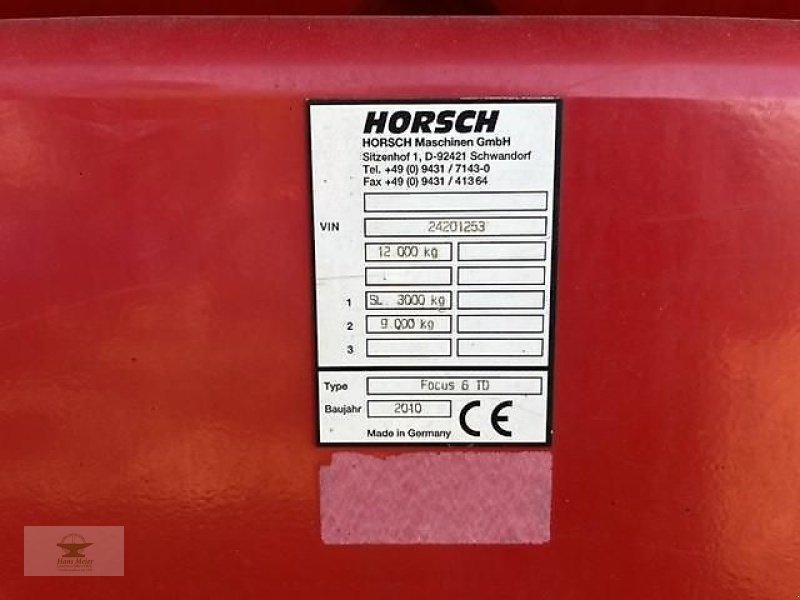 HORSCH
HORSCH Maschinen GmbH
Sitzenhof 1, D-92421 Schwandorf
Tel. +49 (0) 9431 / 7143-0
Fax +49 (0) 9431 / 41364
VIN 24201253
12 000 kg
1 SL. 3000 kg
2 9 000 kg
3
Type Focus 6 TD
Baujahr 2010 CE
Made in Germany
Hans Meier